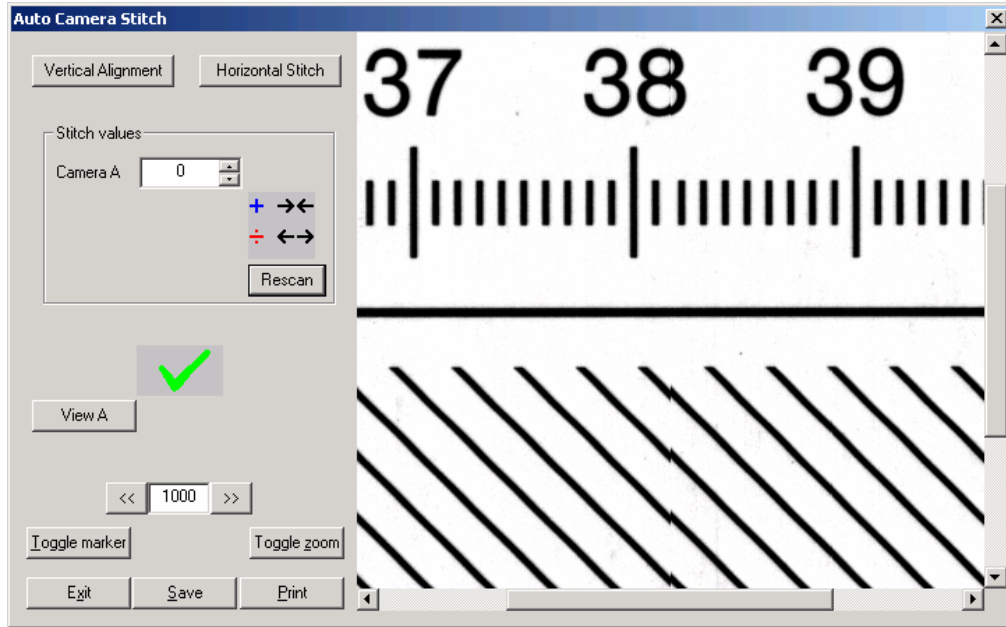 Auto Camera Stitch
Vertical Alignment Horizontal Stitch
Stitch values
Camera A 0
Rescan
View A
<< 1000 >>
Toggle marker Toggle zoom
Exit Save Print
37 38 39